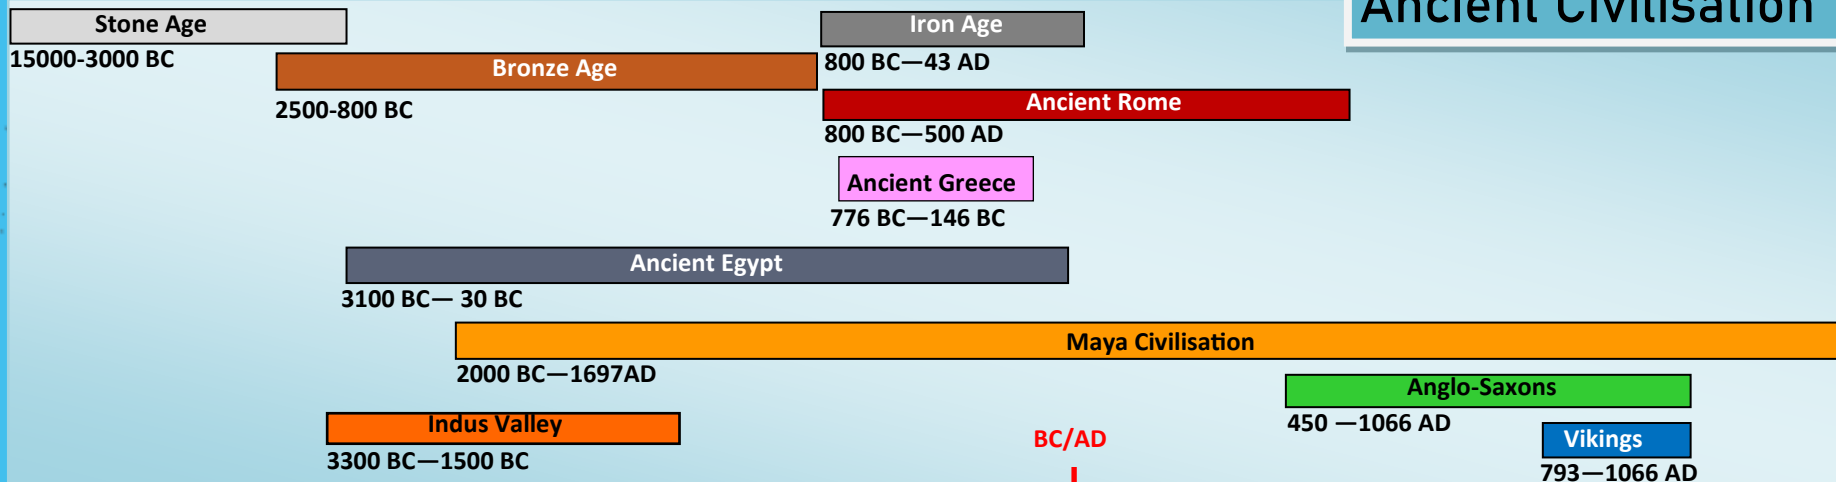 Ancient Civilisation
Stone Age
15000-3000 BC
Iron Age
800 BC—43 AD
Bronze Age
2500-800 BC
Ancient Rome
800 BC—500 AD
Ancient Greece
776 BC—146 BC
Ancient Egypt
3100 BC— 30 BC
Maya Civilisation
2000 BC—1697AD
Anglo-Saxons
450 —1066 AD
Indus Valley
3300 BC—1500 BC
BC/AD
Vikings
793—1066 AD